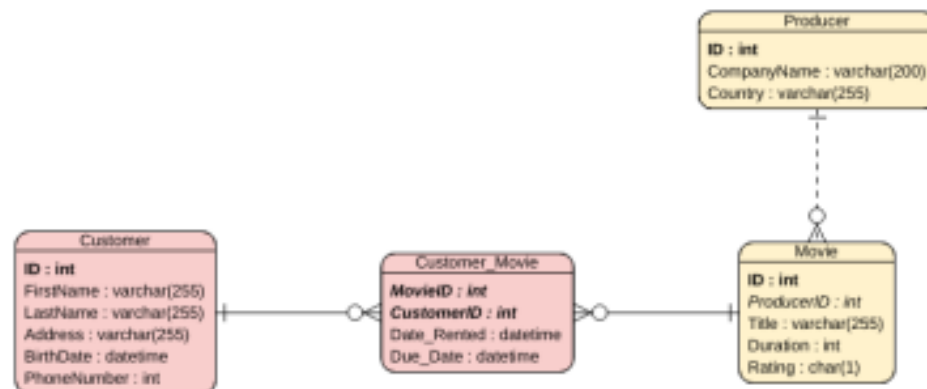 Producer
ID : int
CompanyName : varchar(200)
Country : varchar(255)
Customer
ID : int
FirstName : varchar(255)
LastName : varchar(255)
Address : varchar(255)
BirthDate : datetime
PhoneNumber : int
Customer_Movie
MovieID : int
CustomerID : int
Date_Rented : datetime
Due_Date : datetime
Movie
ID : int
ProducerID : int
Title : varchar(255)
Duration : int
Rating : char(1)